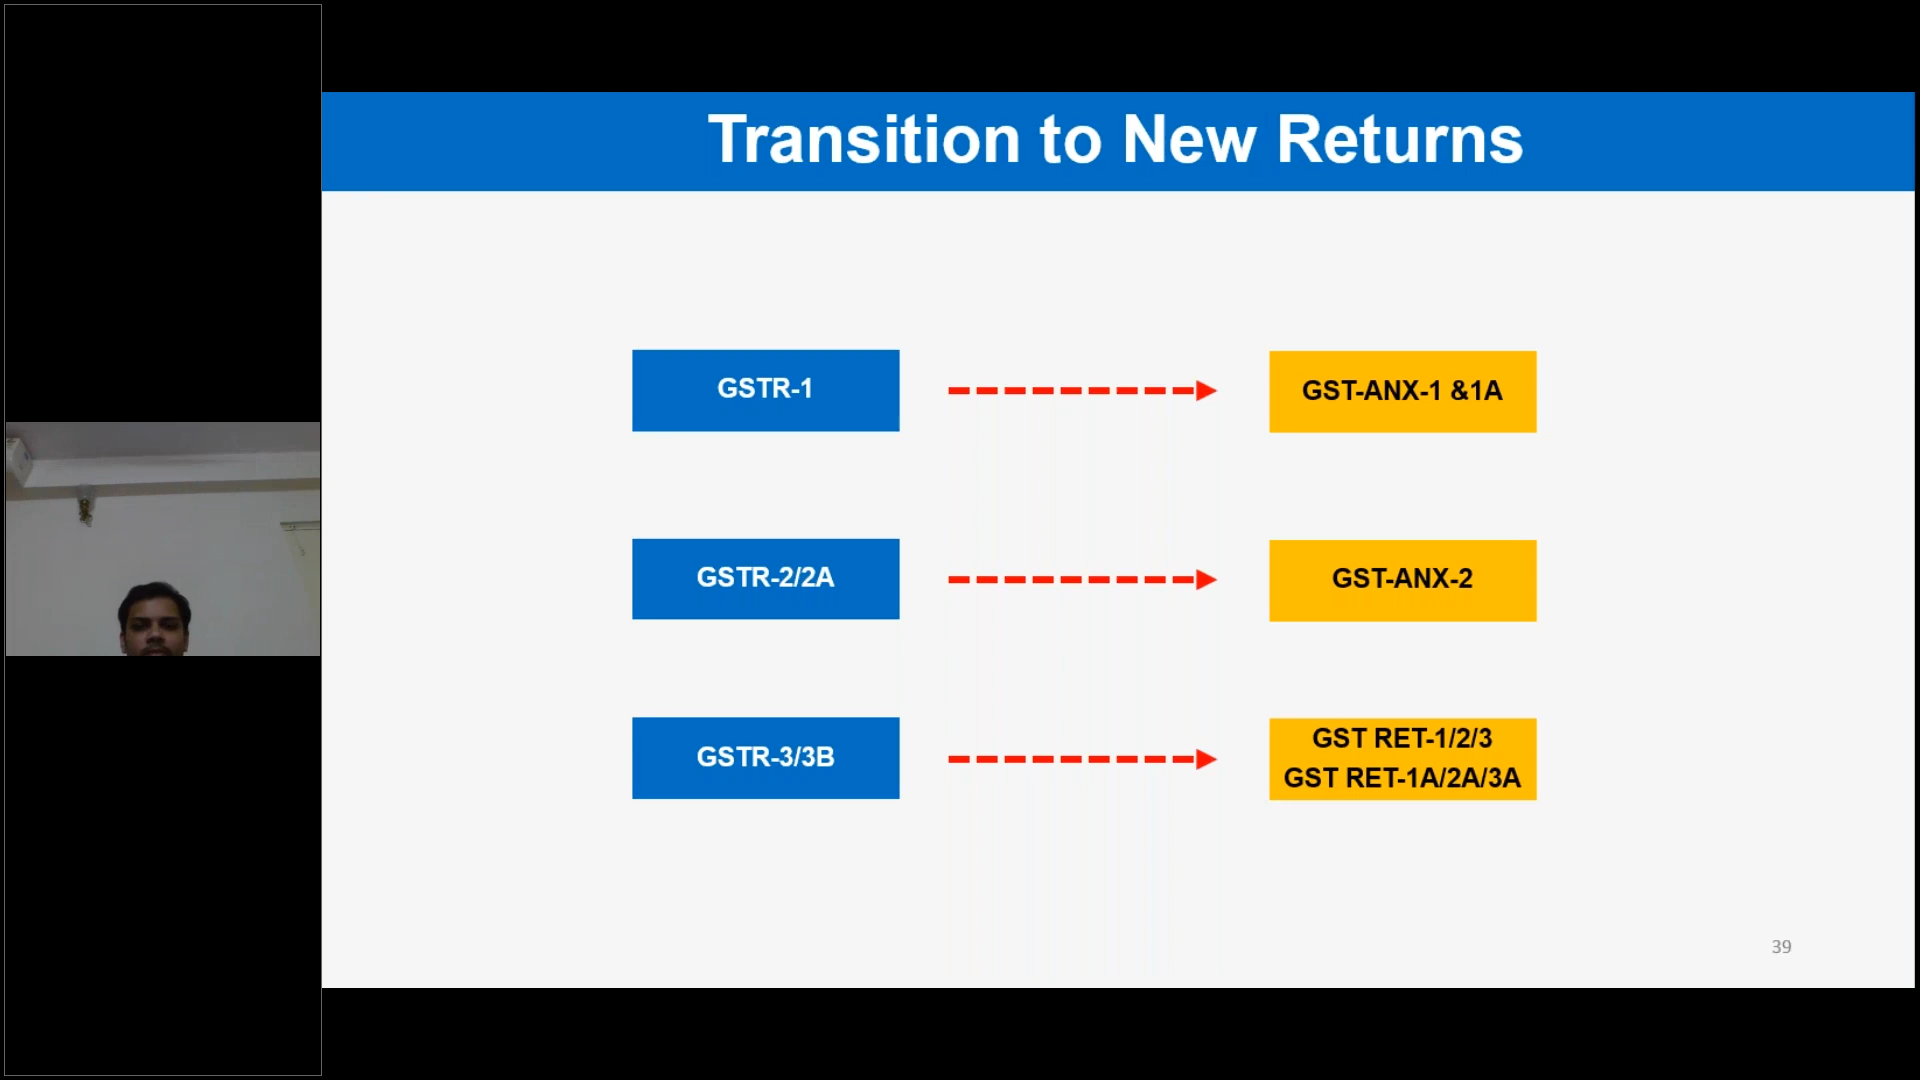 Transition to New Returns
GSTR-1
GST-ANX-1 &1A
GSTR-2/2A
GST-ANX-2
GSTR-3/3B
GST RET-1/2/3
GST RET-1A/2A/3A
39